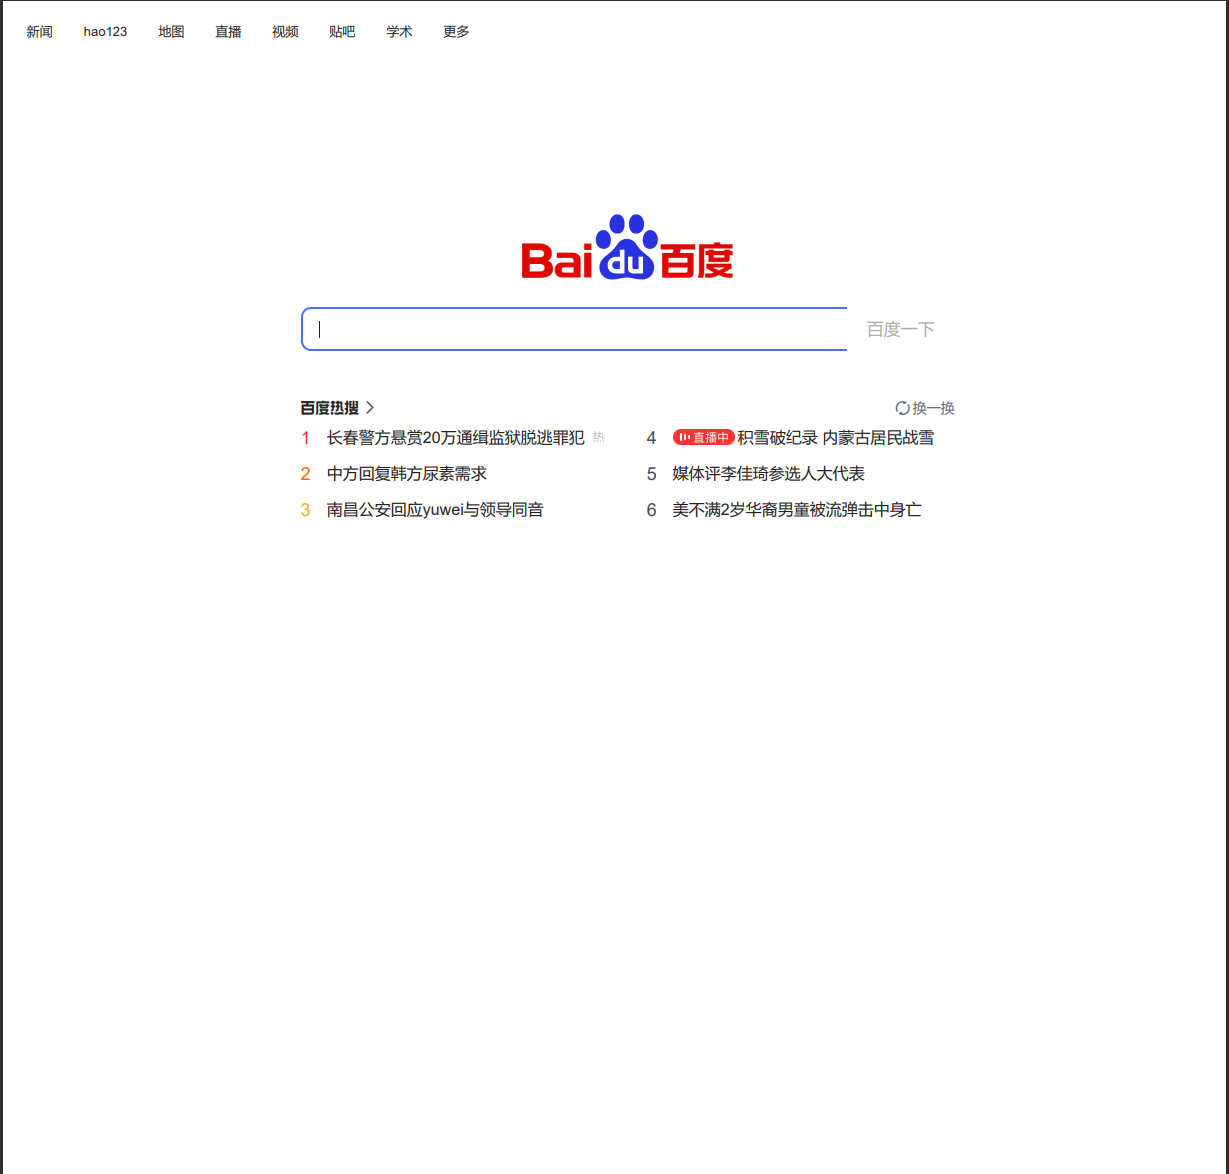 新闻 hao123 地图 直播 视频 贴吧 学术 更多
Bai du 百度
百度一下
百度热搜
换一换
1 长春警方悬赏20万通缉监狱脱逃罪犯 热
4 直播中 积雪破纪录 内蒙古居民战雪
2 中方回复韩方尿素需求
5 媒体评李佳琦参选人大代表
3 南昌公安回应yuwei与领导同音
6 美不满2岁华裔男童被流弹击中身亡